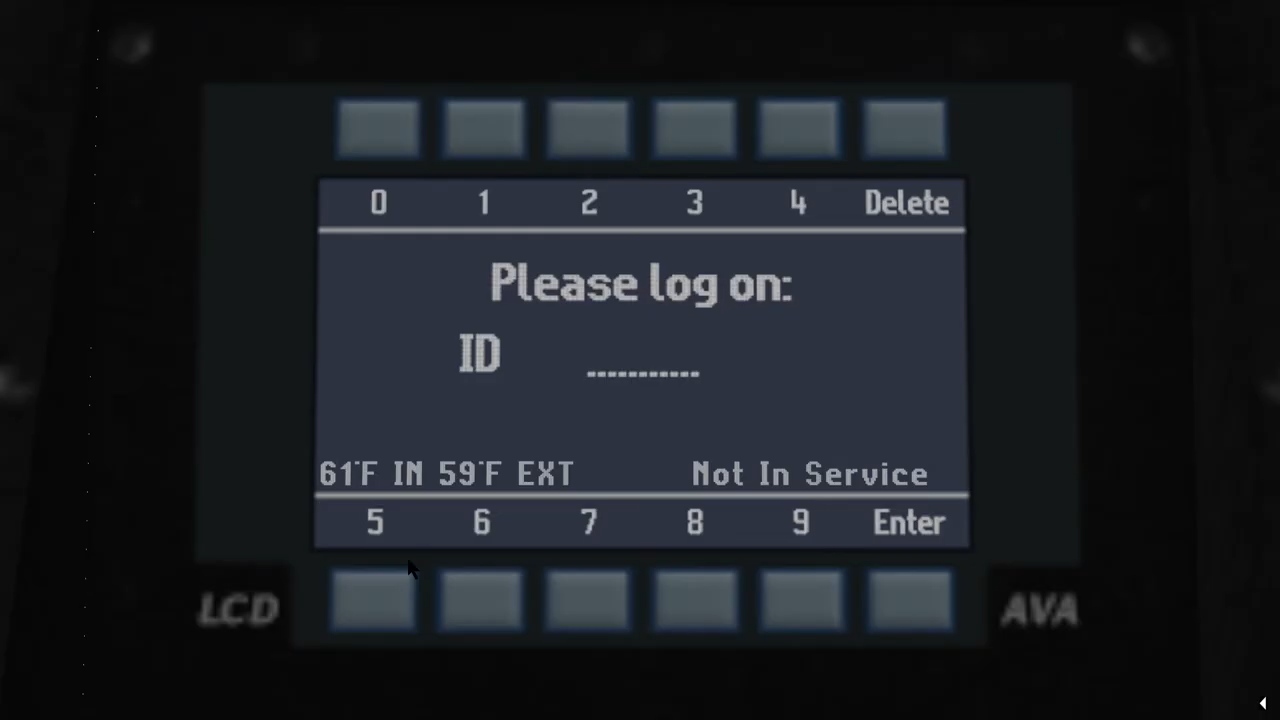 0 1 2 3 4 Delete
Please log on:
ID -----------
61°F IN 59°F EXT Not In Service
5 6 7 8 9 Enter
LCD AVA